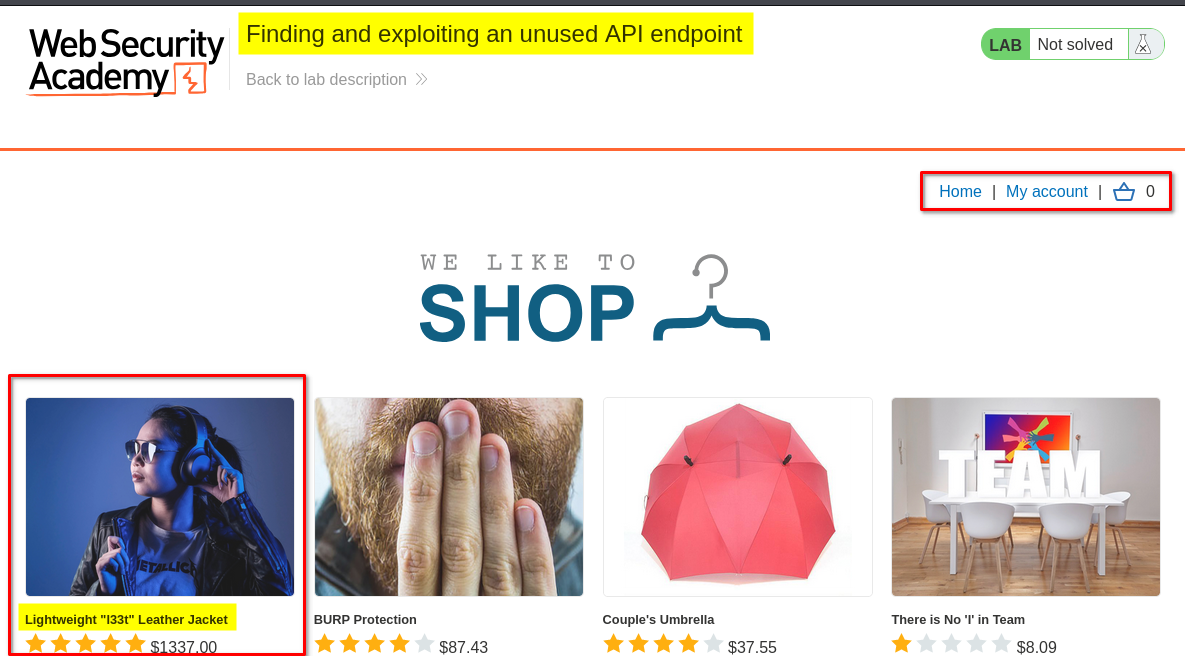 Web Security
Academy
Finding and exploiting an unused API endpoint
Back to lab description
LAB Not solved
Home | My account | 0
WE LIKE TO
SHOP
METALLICA
TEAM
Lightweight "l33t" Leather Jacket
$1337.00
BURP Protection
$87.43
Couple's Umbrella
$37.55
There is No 'I' in Team
$8.09